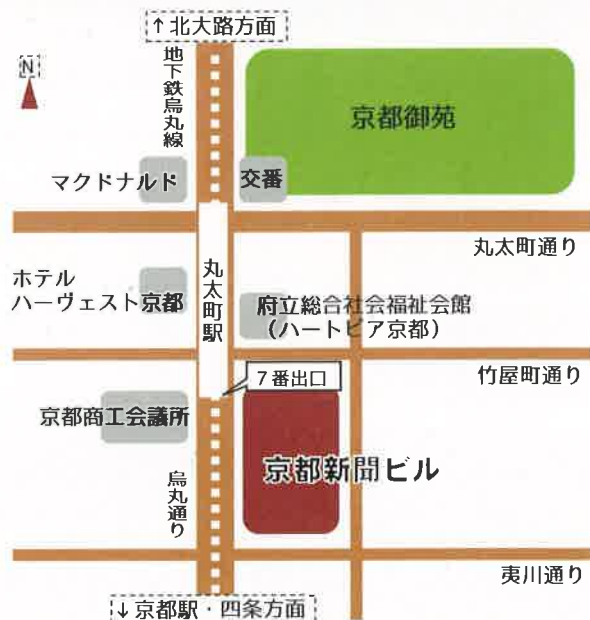 ↑北大路方面
N
地下鉄烏丸線
京都御苑
マクドナルド
交番
丸太町通り
ホテル
ハーヴェスト京都
丸太町駅
府立総合社会福祉会館
（ハートピア京都）
7番出口
竹屋町通り
京都商工会議所
京都新聞ビル
烏丸通り
夷川通り
↓京都駅・四条方面